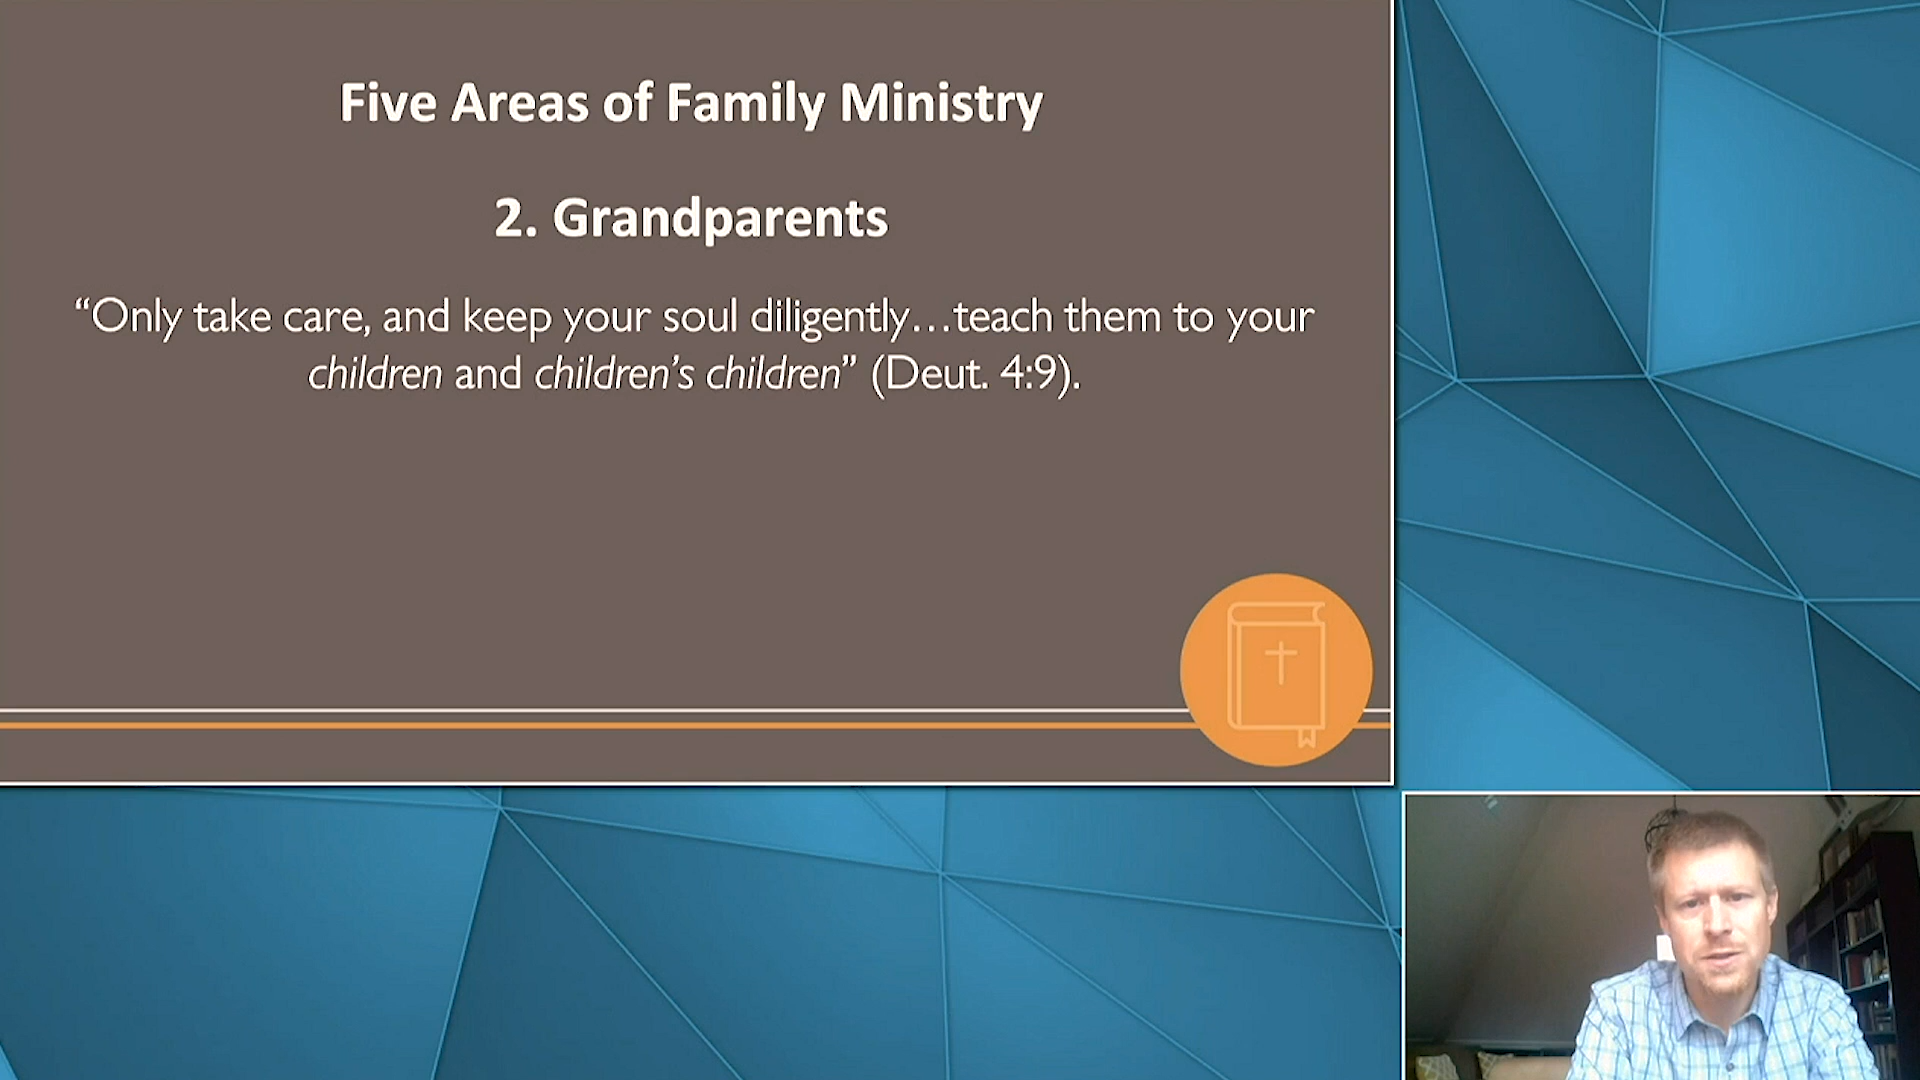 Five Areas of Family Ministry
2. Grandparents
“Only take care, and keep your soul diligently…teach them to your
children and children’s children” (Deut. 4:9).